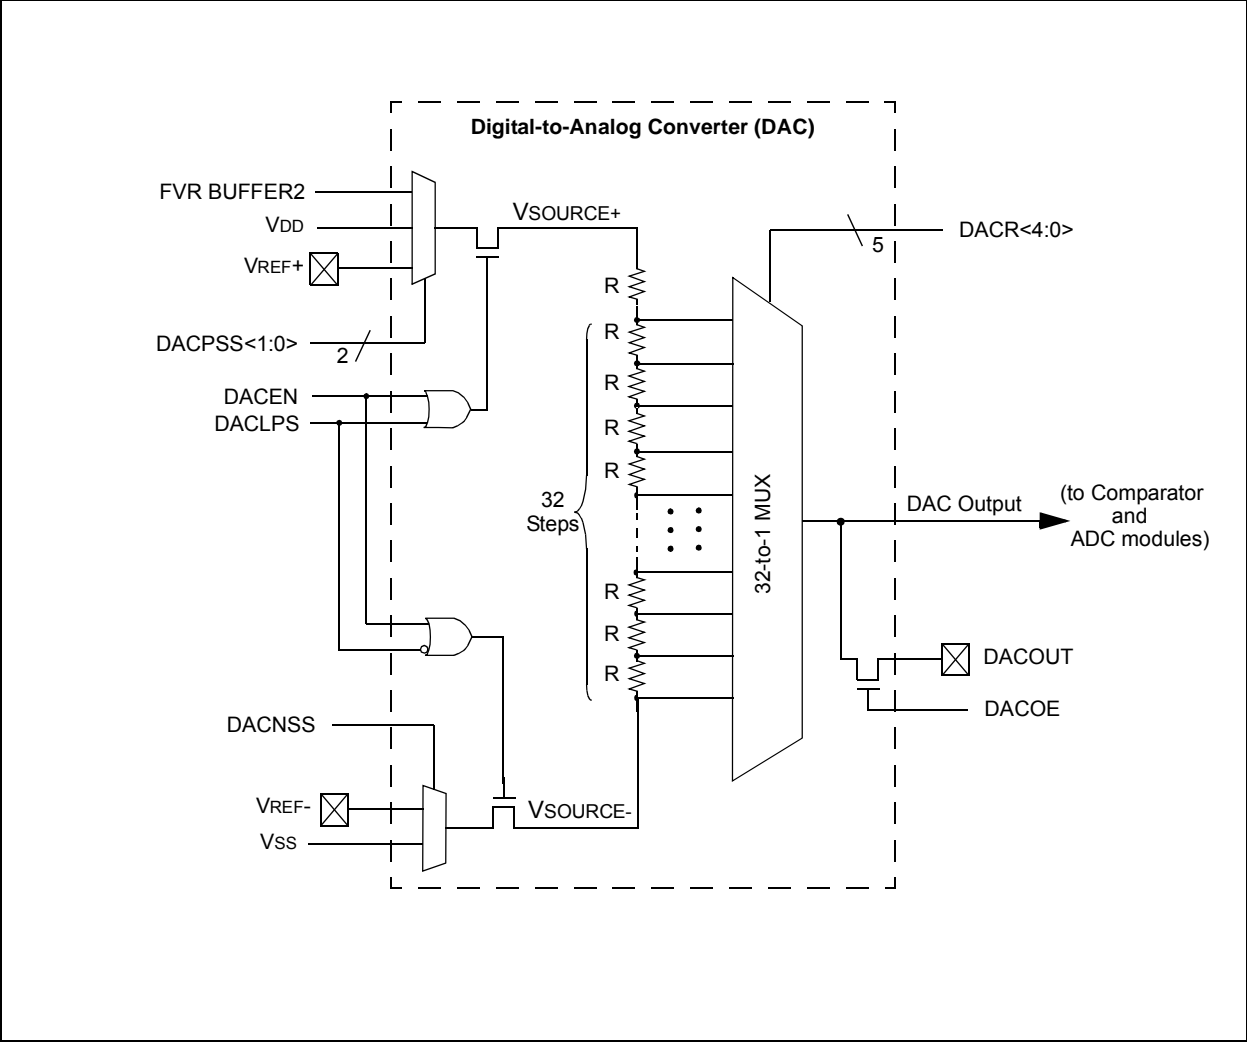 Digital-to-Analog Converter (DAC)
FVR BUFFER2
VDD
VREF+
VSOURCE+
DACR<4:0>
5
DACPSS<1:0>
2
DACEN
DACLPS
R
R
R
R
R
32
Steps
32-to-1 MUX
DAC Output
(to Comparator
and
ADC modules)
R
R
R
DACOUT
DACOE
DACNSS
VREF-
VSOURCE-
VSS